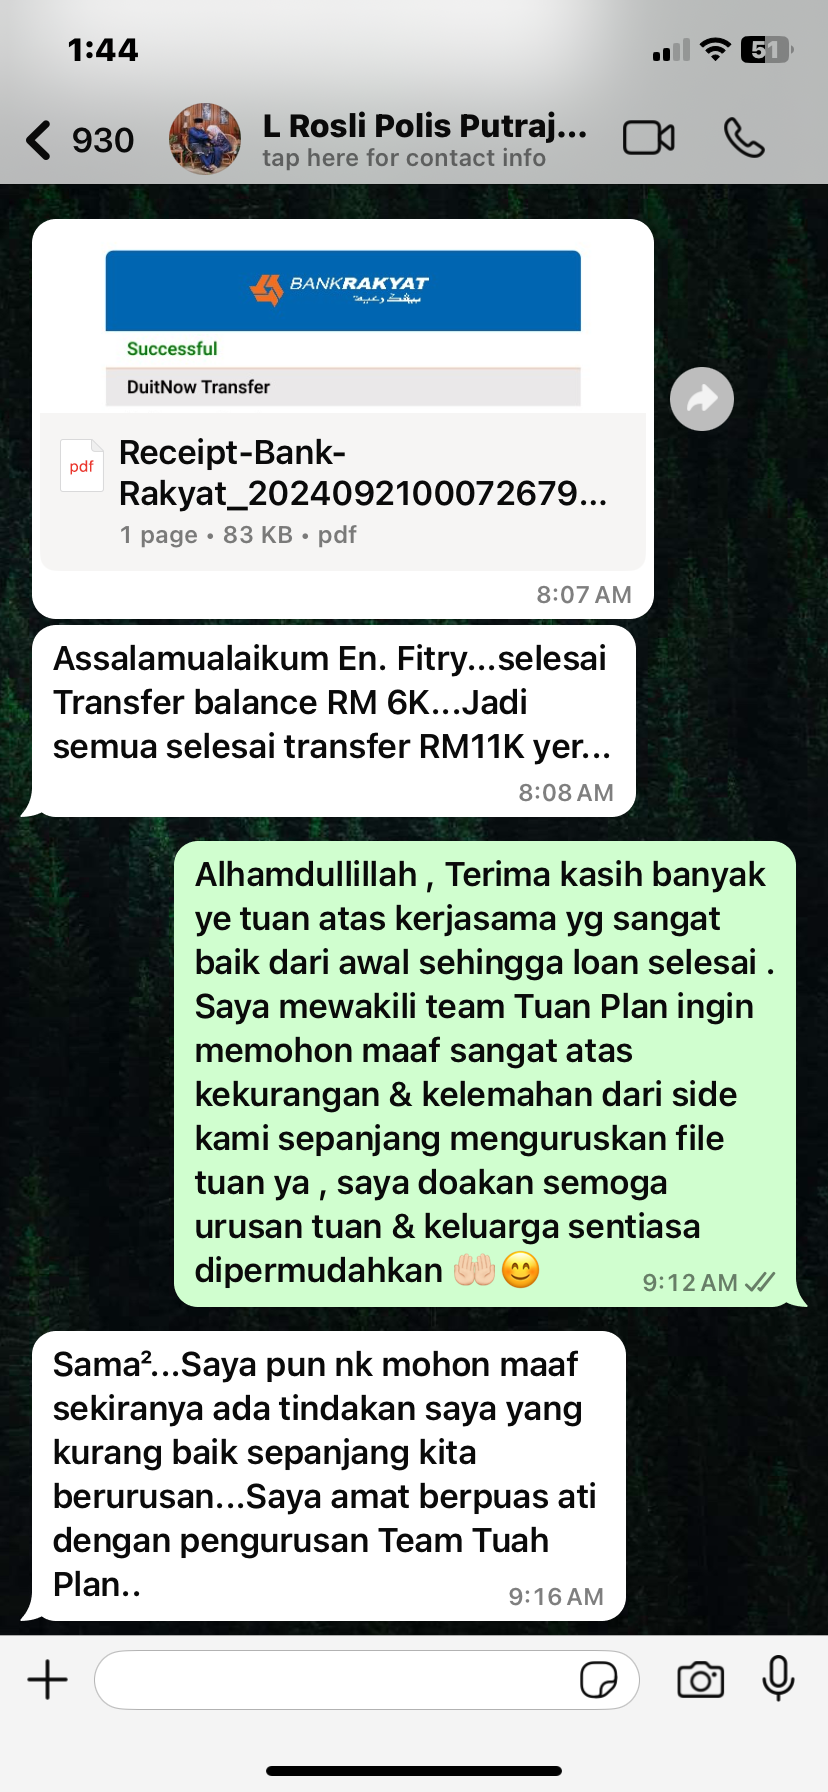 1:44
51
930
L Rosli Polis Putraj...
tap here for contact info
BANKRAKYAT
Successful
DuitNow Transfer
pdf
Receipt-Bank-
Rakyat_2024092100072679...
1 page • 83 KB • pdf
8:07 AM
Assalamualaikum En. Fitry...selesai
Transfer balance RM 6K...Jadi
semua selesai transfer RM11K yer...
8:08 AM
Alhamdullillah , Terima kasih banyak
ye tuan atas kerjasama yg sangat
baik dari awal sehingga loan selesai .
Saya mewakili team Tuan Plan ingin
memohon maaf sangat atas
kekurangan & kelemahan dari side
kami sepanjang menguruskan file
tuan ya , saya doakan semoga
urusan tuan & keluarga sentiasa
dipermudahkan 🤲🏻😊
9:12 AM
Sama²...Saya pun nk mohon maaf
sekiranya ada tindakan saya yang
kurang baik sepanjang kita
berurusan...Saya amat berpuas ati
dengan pengurusan Team Tuah
Plan..
9:16 AM